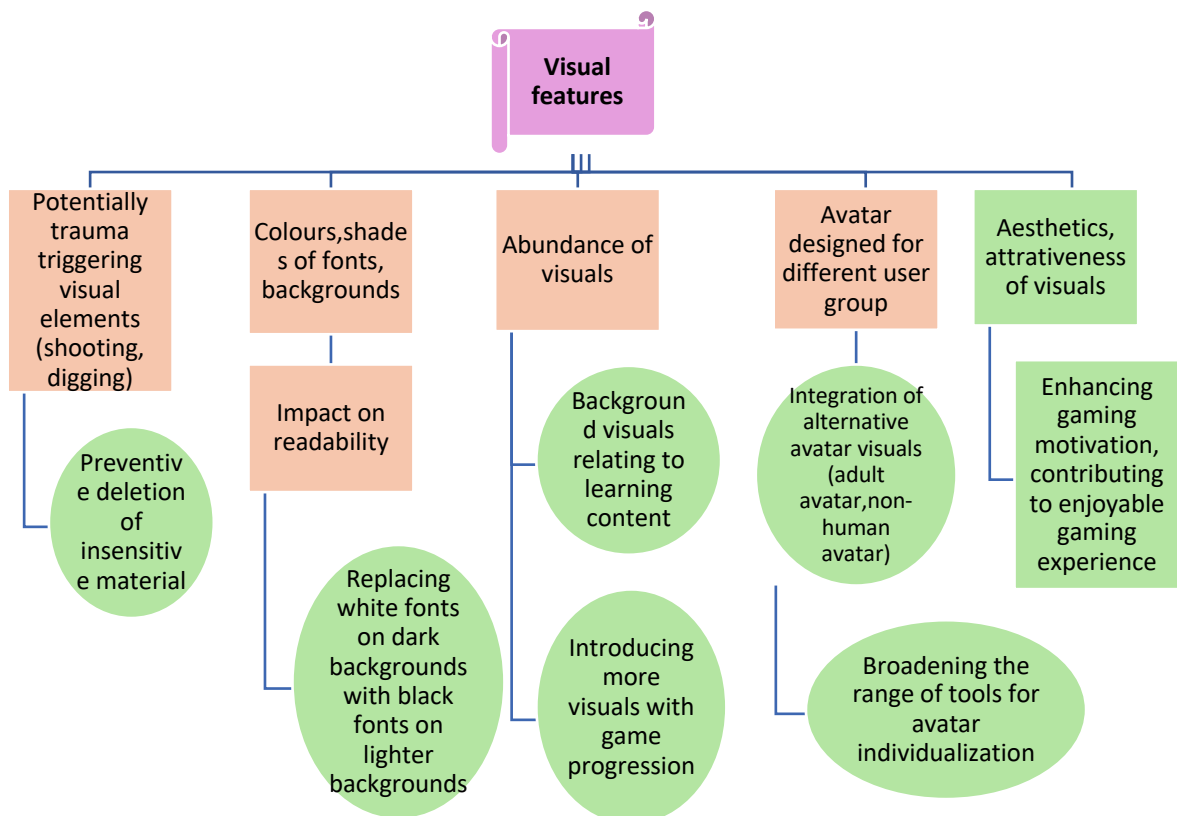 Visual
features
Potentially
trauma
triggering
visual
elements
(shooting,
digging)
Preventiv
e deletion
of
insensitiv
e material
Colours,shade
s of fonts,
backgrounds
Impact on
readability
Replacing
white fonts
on dark
backgrounds
with black
fonts on
lighter
backgrounds
Abundance of
visuals
Backgroun
d visuals
relating to
learning
content
Introducing
more
visuals with
game
progression
Avatar
designed for
different user
group
Integration of
alternative
avatar visuals
(adult
avatar,non-
human
avatar)
Broadening the
range of tools for
avatar
individualization
Aesthetics,
attrativeness
of visuals
Enhancing
gaming
motivation,
contributing
to enjoyable
gaming
experience